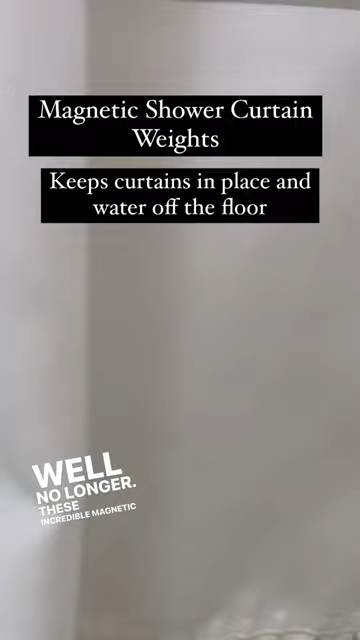 Magnetic Shower Curtain
Weights
Keeps curtains in place and
water off the floor
WELL
NO LONGER.
THESE
INCREDIBLE MAGNETIC